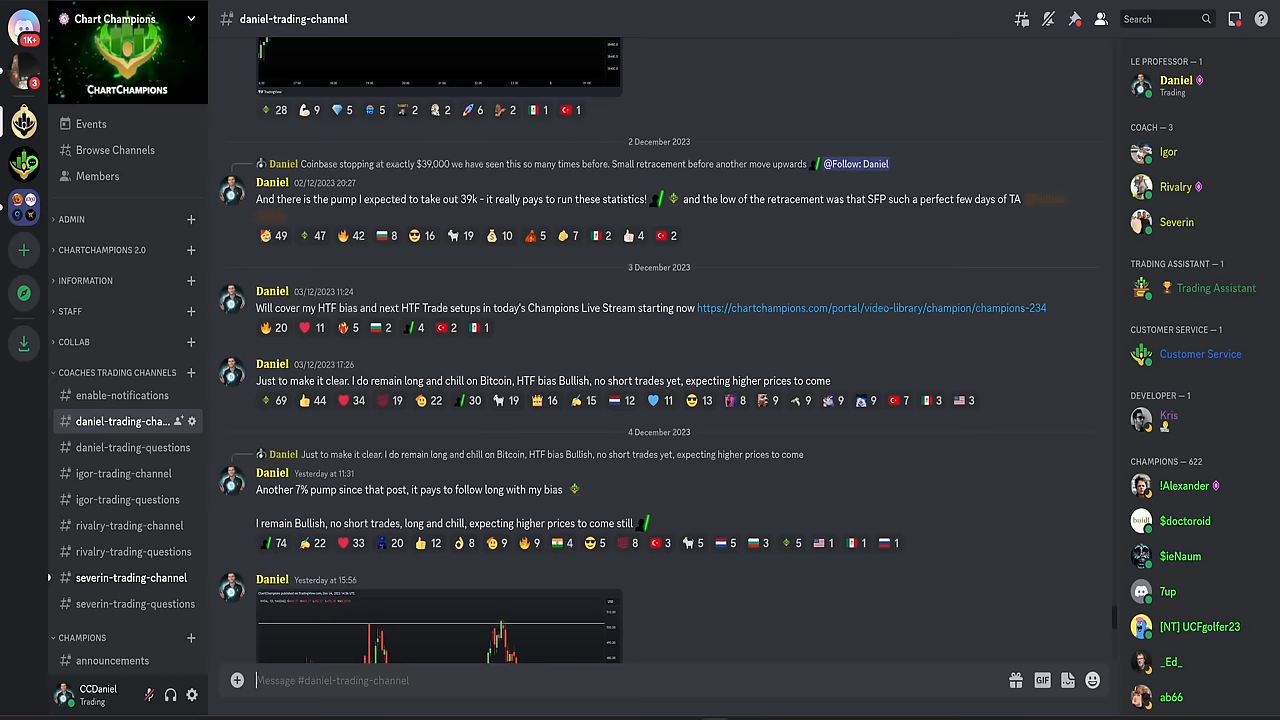 Chart Champions
daniel-trading-channel
Search
1K+
3
CHARTCHAMPIONS
Events
Browse Channels
Members
ADMIN
CHARTCHAMPIONS 2.0
INFORMATION
STAFF
COLLAB
COACHES TRADING CHANNELS
enable-notifications
daniel-trading-cha...
daniel-trading-questions
igor-trading-channel
igor-trading-questions
rivalry-trading-channel
rivalry-trading-questions
severin-trading-channel
severin-trading-questions
CHAMPIONS
announcements
CCDaniel
Trading
28 9 5 5 2 2 6 2 1 1
2 December 2023
Daniel Coinbase stopping at exactly $39,000 we have seen this so many times before. Small retracement before another move upwards @Follow: Daniel
Daniel 02/12/2023 20:27
And there is the pump I expected to take out 39k - it really pays to run these statistics! and the low of the retracement was that SFP such a perfect few days of TA
49 47 42 8 16 19 10 5 7 2 4 2
3 December 2023
Daniel 03/12/2023 11:24
Will cover my HTF bias and next HTF Trade setups in today's Champions Live Stream starting now https://chartchampions.com/portal/video-library/champion/champions-234
20 11 5 2 4 2 1
Daniel 03/12/2023 17:26
Just to make it clear. I do remain long and chill on Bitcoin, HTF bias Bullish, no short trades yet, expecting higher prices to come
69 44 34 19 22 30 19 16 15 12 11 13 8 9 9 9 9 7 3 3
4 December 2023
Daniel Just to make it clear. I do remain long and chill on Bitcoin, HTF bias Bullish, no short trades yet, expecting higher prices to come
Daniel Yesterday at 11:31
Another 7% pump since that post, it pays to follow long with my bias
I remain Bullish, no short trades, long and chill, expecting higher prices to come still
74 22 33 20 12 8 9 9 4 5 8 3 5 5 3 5 1 1 1
Daniel Yesterday at 15:56
Message #daniel-trading-channel
GIF
LE PROFESSOR — 1
Daniel
Trading
COACH — 3
Igor
Rivalry
Severin
TRADING ASSISTANT — 1
Trading Assistant
CUSTOMER SERVICE — 1
Customer Service
DEVELOPER — 1
Kris
CHAMPIONS — 622
!Alexander
$doctoroid
$ieNaum
7up
[NT] UCFgolfer23
_Ed_
ab66